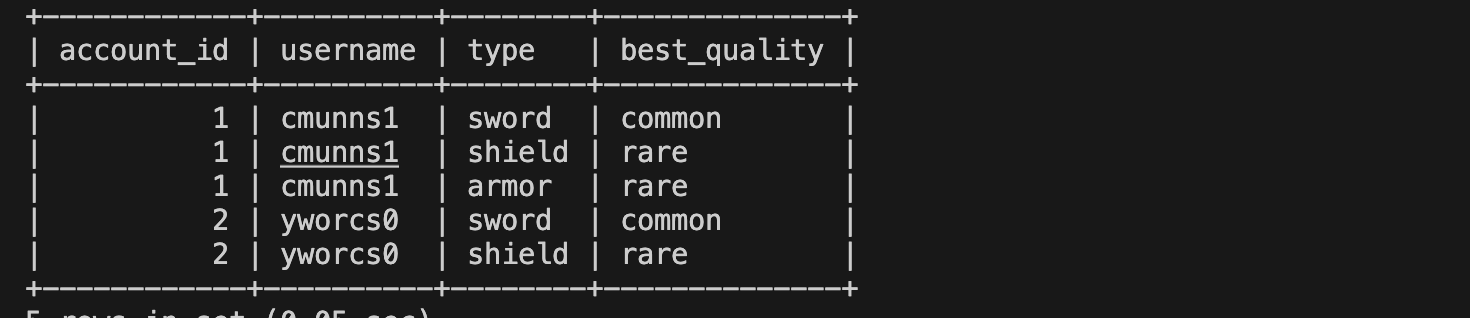 +------------+----------+--------+--------------+
| account_id | username | type   | best_quality |
+------------+----------+--------+--------------+
|          1 | cmunns1  | sword  | common       |
|          1 | cmunns1  | shield | rare         |
|          1 | cmunns1  | armor  | rare         |
|          2 | yworcs0  | sword  | common       |
|          2 | yworcs0  | shield | rare         |
+------------+----------+--------+--------------+
5 rows in set (0.05 sec)